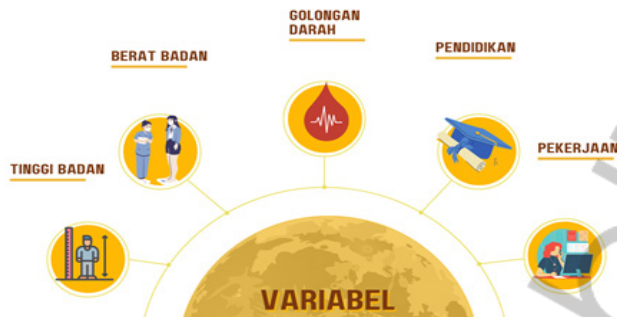 GOLONGAN
DARAH
BERAT BADAN
PENDIDIKAN
TINGGI BADAN
PEKERJAAN
VARIABEL